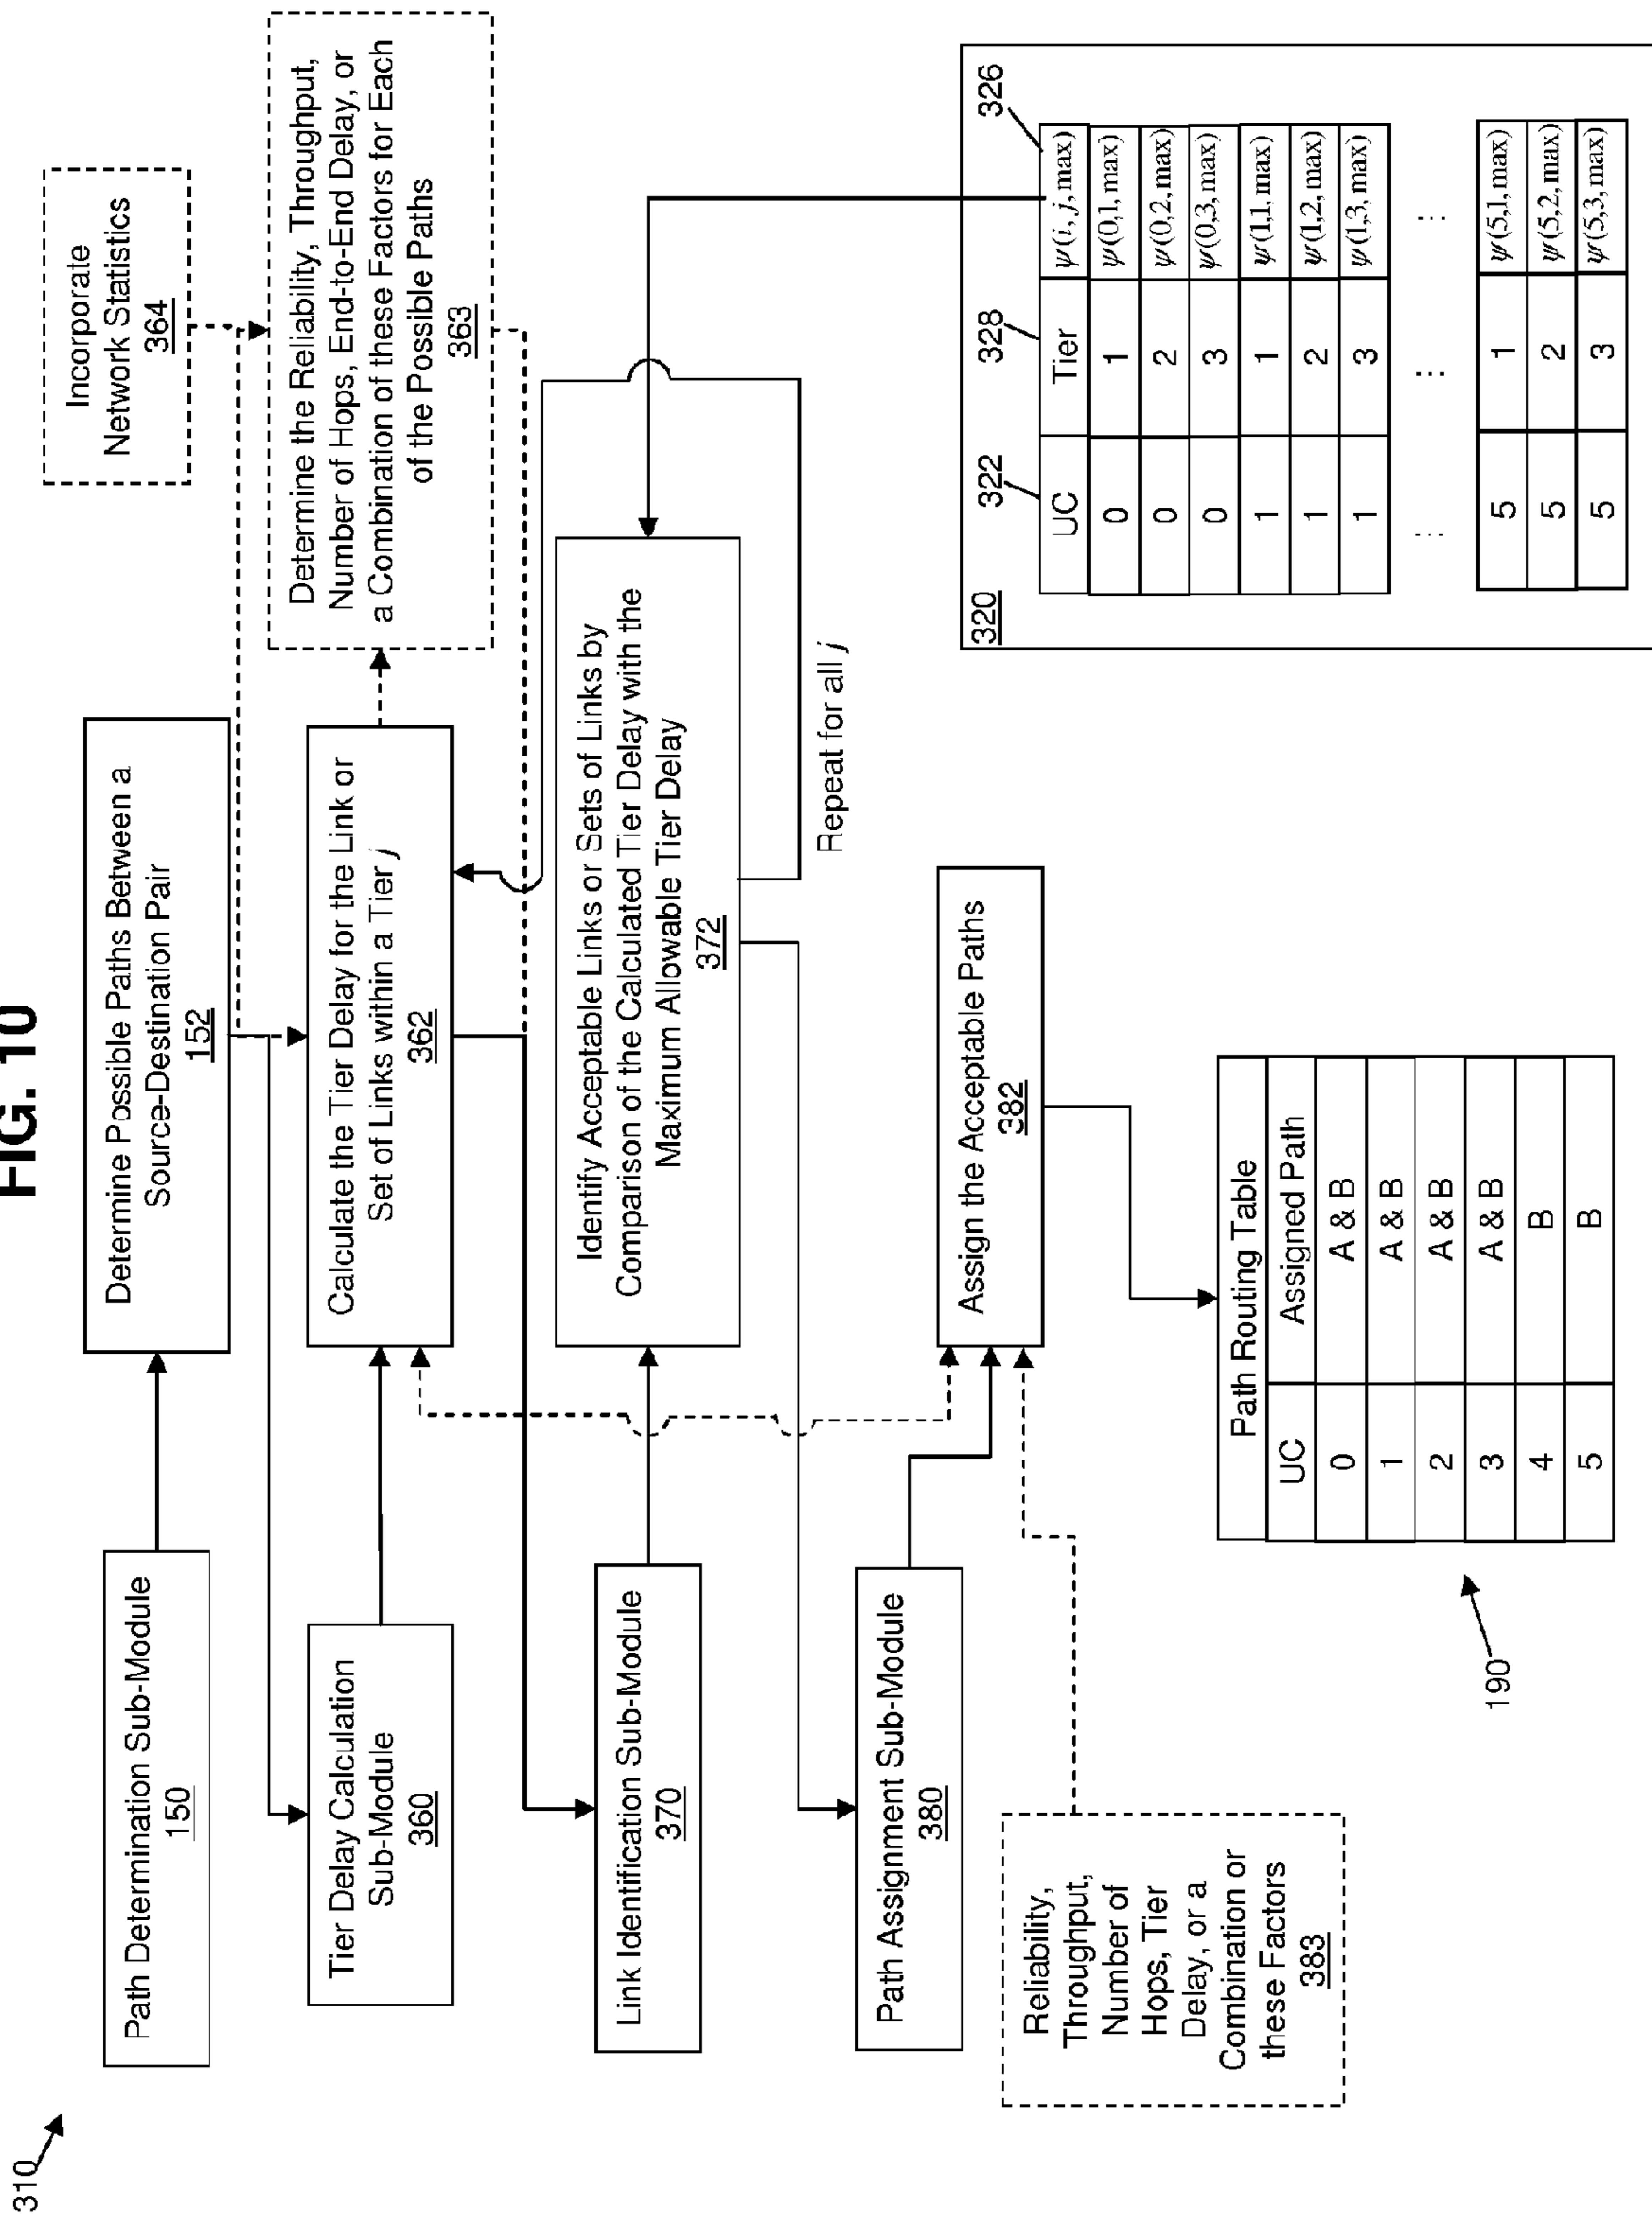 FIG. 10
310
Path Determination Sub-Module
150
Determine Possible Paths Between a
Source-Destination Pair
152
Incorporate
Network Statistics
364
Tier Delay Calculation
Sub-Module
360
Calculate the Tier Delay for the Link or
Set of Links within a Tier j
362
Determine the Reliability, Throughput,
Number of Hops, End-to-End Delay, or
a Combination of these Factors for Each
of the Possible Paths
363
Link Identification Sub-Module
370
Identify Acceptable Links or Sets of Links by
Comparison of the Calculated Tier Delay with the
Maximum Allowable Tier Delay
372
Repeat for all j
Path Assignment Sub-Module
380
Assign the Acceptable Paths
382
Reliability,
Throughput,
Number of
Hops, Tier
Delay, or a
Combination or
these Factors
383
190
Path Routing Table
UC Assigned Path
0 A & B
1 A & B
2 A & B
3 A & B
4 B
5 B
320
322 328 326
UC Tier ψ(i, j, max)
0 1 ψ(0,1,max)
0 2 ψ(0,2,max)
0 3 ψ(0,3,max)
1 1 ψ(1,1,max)
1 2 ψ(1,2,max)
1 3 ψ(1,3,max)
⋮ ⋮ ⋮
5 1 ψ(5,1,max)
5 2 ψ(5,2,max)
5 3 ψ(5,3,max)